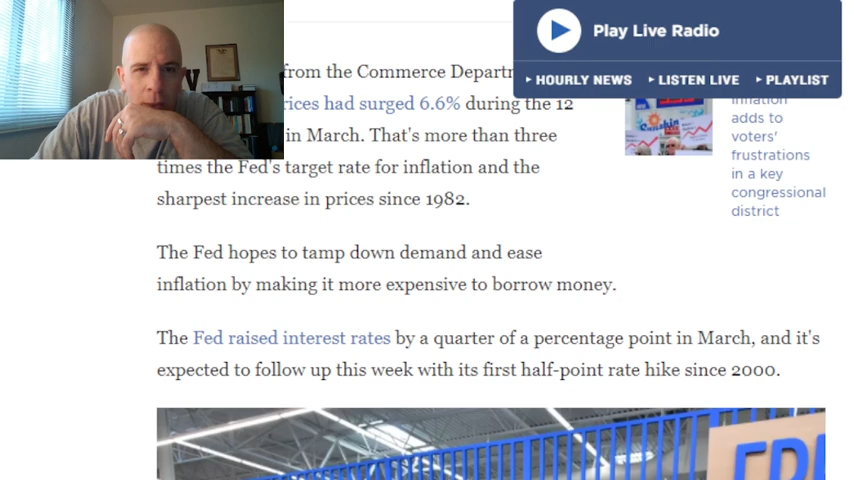 Play Live Radio
HOURLY NEWS LISTEN LIVE PLAYLIST
from the Commerce
rices had surged 6.6% during the 12
in March. That's more than three
times the Fed's target rate for inflation and the
sharpest increase in prices since 1982.
inflation
adds to
voters'
frustrations
in a key
congressional
district
The Fed hopes to tamp down demand and ease
inflation by making it more expensive to borrow money.
The Fed raised interest rates by a quarter of a percentage point in March, and it's
expected to follow up this week with its first half-point rate hike since 2000.